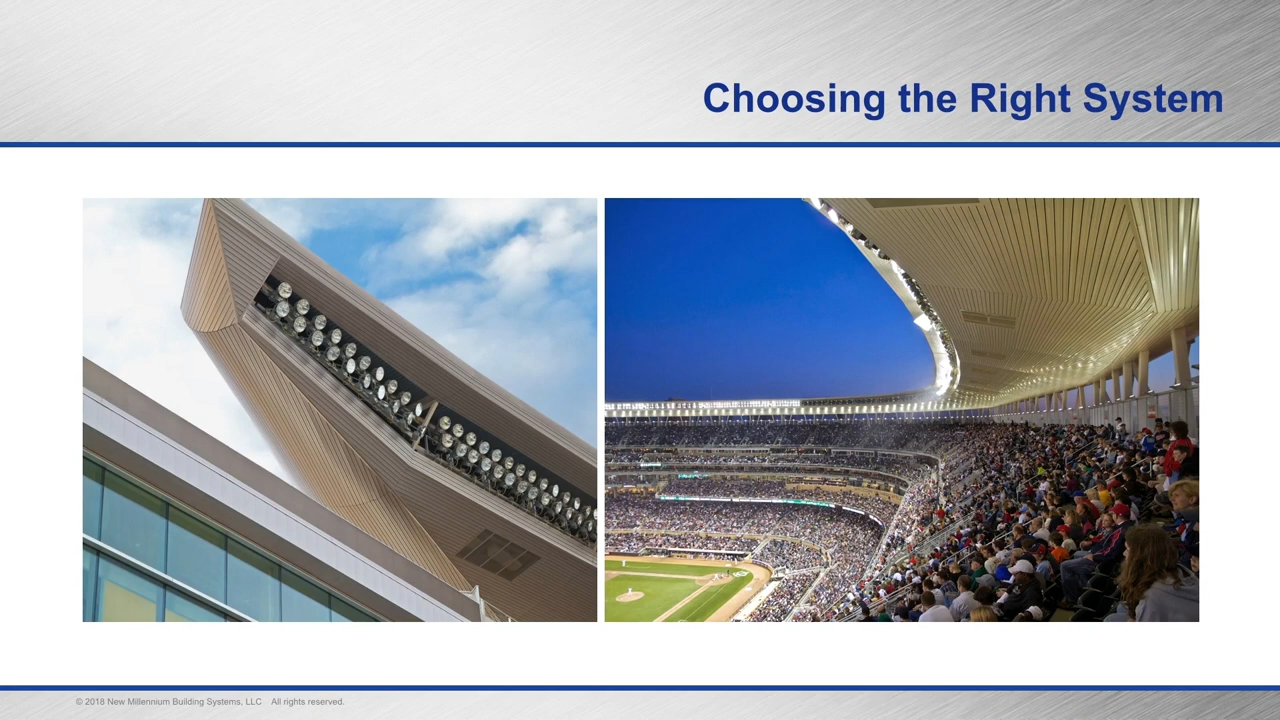 Choosing the Right System
© 2018 New Millennium Building Systems, LLC    All rights reserved.